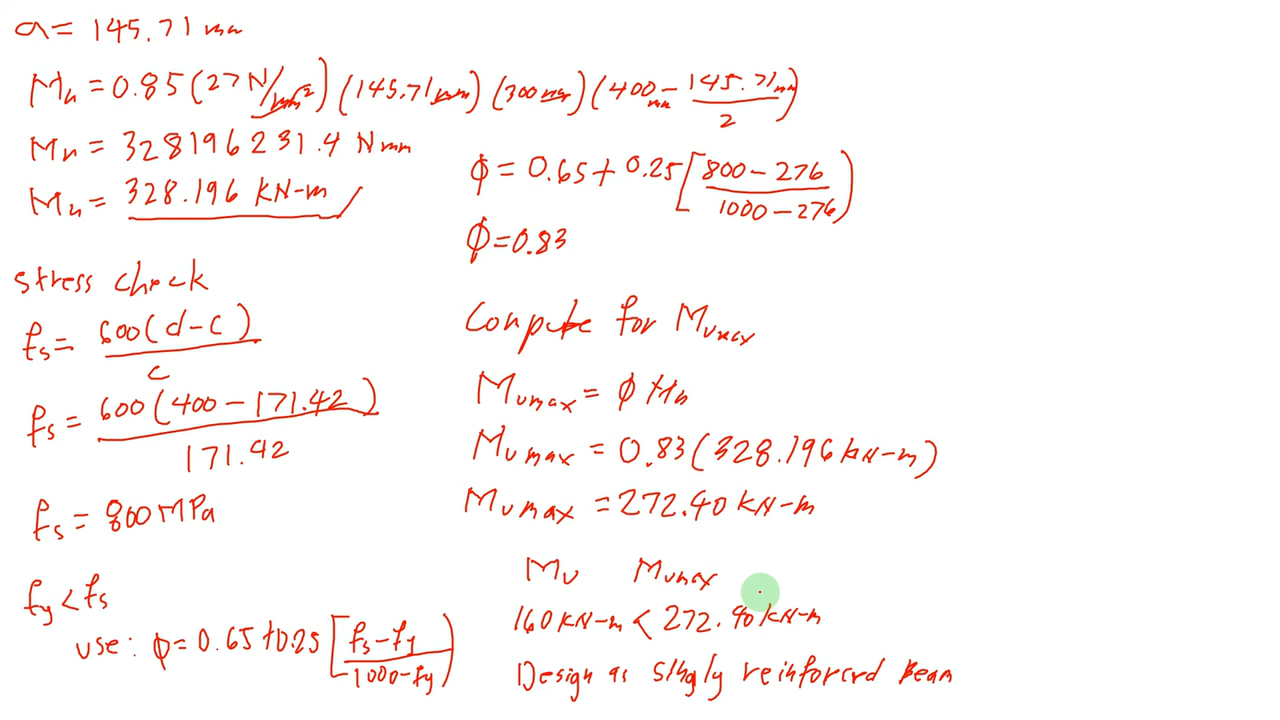 a = 145.71 mm
Mn = 0.85 (27 N/mm²) (145.71 mm) (300 mm) (400 mm - 145.71 mm / 2)
Mn = 328196231.4 N mm
Mn = 328.196 KN-m
stress check
fs = 600(d-c) / c
fs = 600(400-171.42) / 171.42
fs = 800 MPa
fy < fs
use: ϕ = 0.65 + 0.25 [fs-fy / 1000-fy]
ϕ = 0.65 + 0.25 [800-276 / 1000-276]
ϕ = 0.83
Compute for Mumax
Mumax = ϕ Mn
Mumax = 0.83 (328.196 KN-m)
Mumax = 272.40 KN-m
Mu Mumax
160 KN-m < 272.40 KN-m
Design as singly reinforced beam